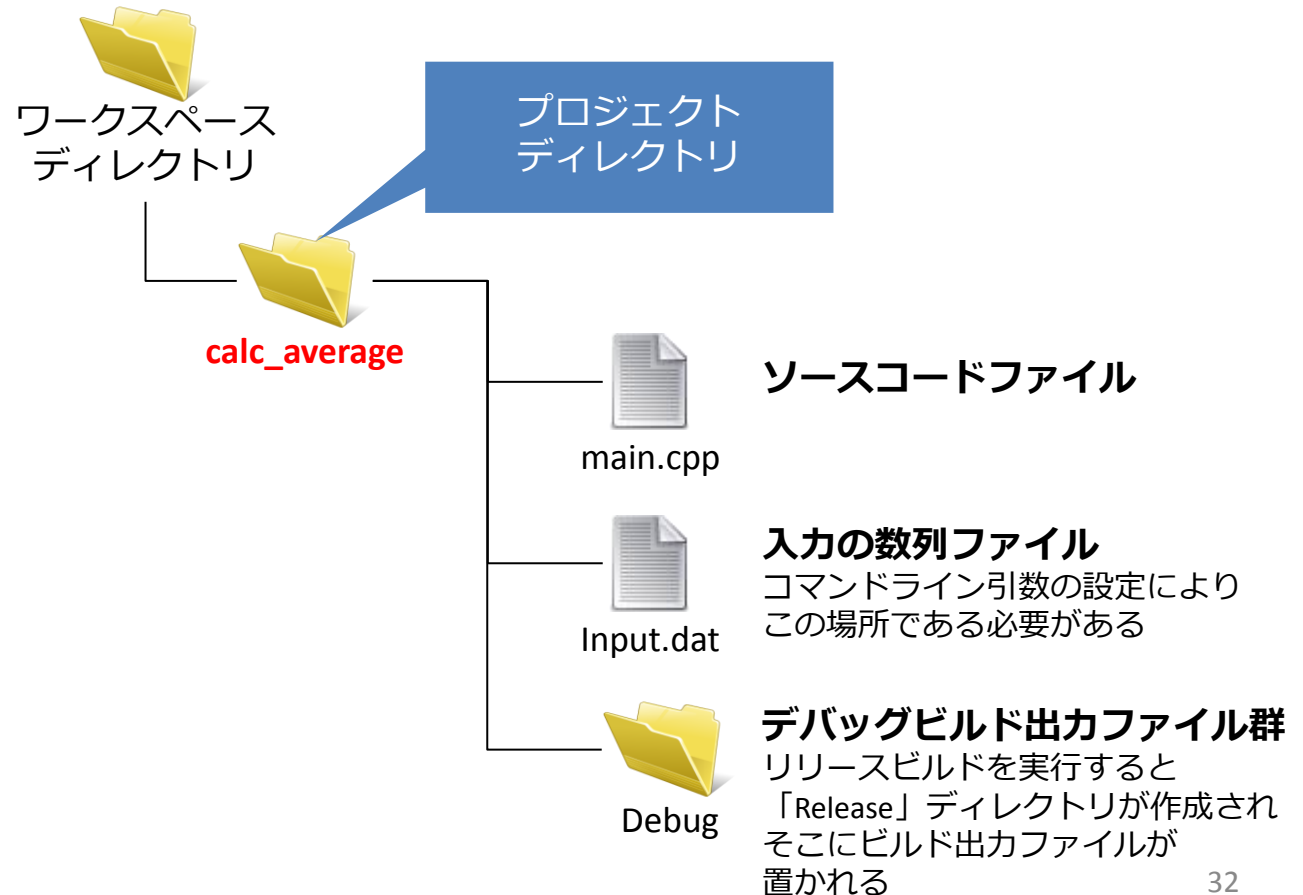 ワークスペース
ディレクトリ
プロジェクト
ディレクトリ
calc_average
main.cpp
ソースコードファイル
Input.dat
入力の数列ファイル
コマンドライン引数の設定により
この場所である必要がある
Debug
デバッグビルド出力ファイル群
リリースビルドを実行すると
「Release」ディレクトリが作成され
そこにビルド出力ファイルが
置かれる
32